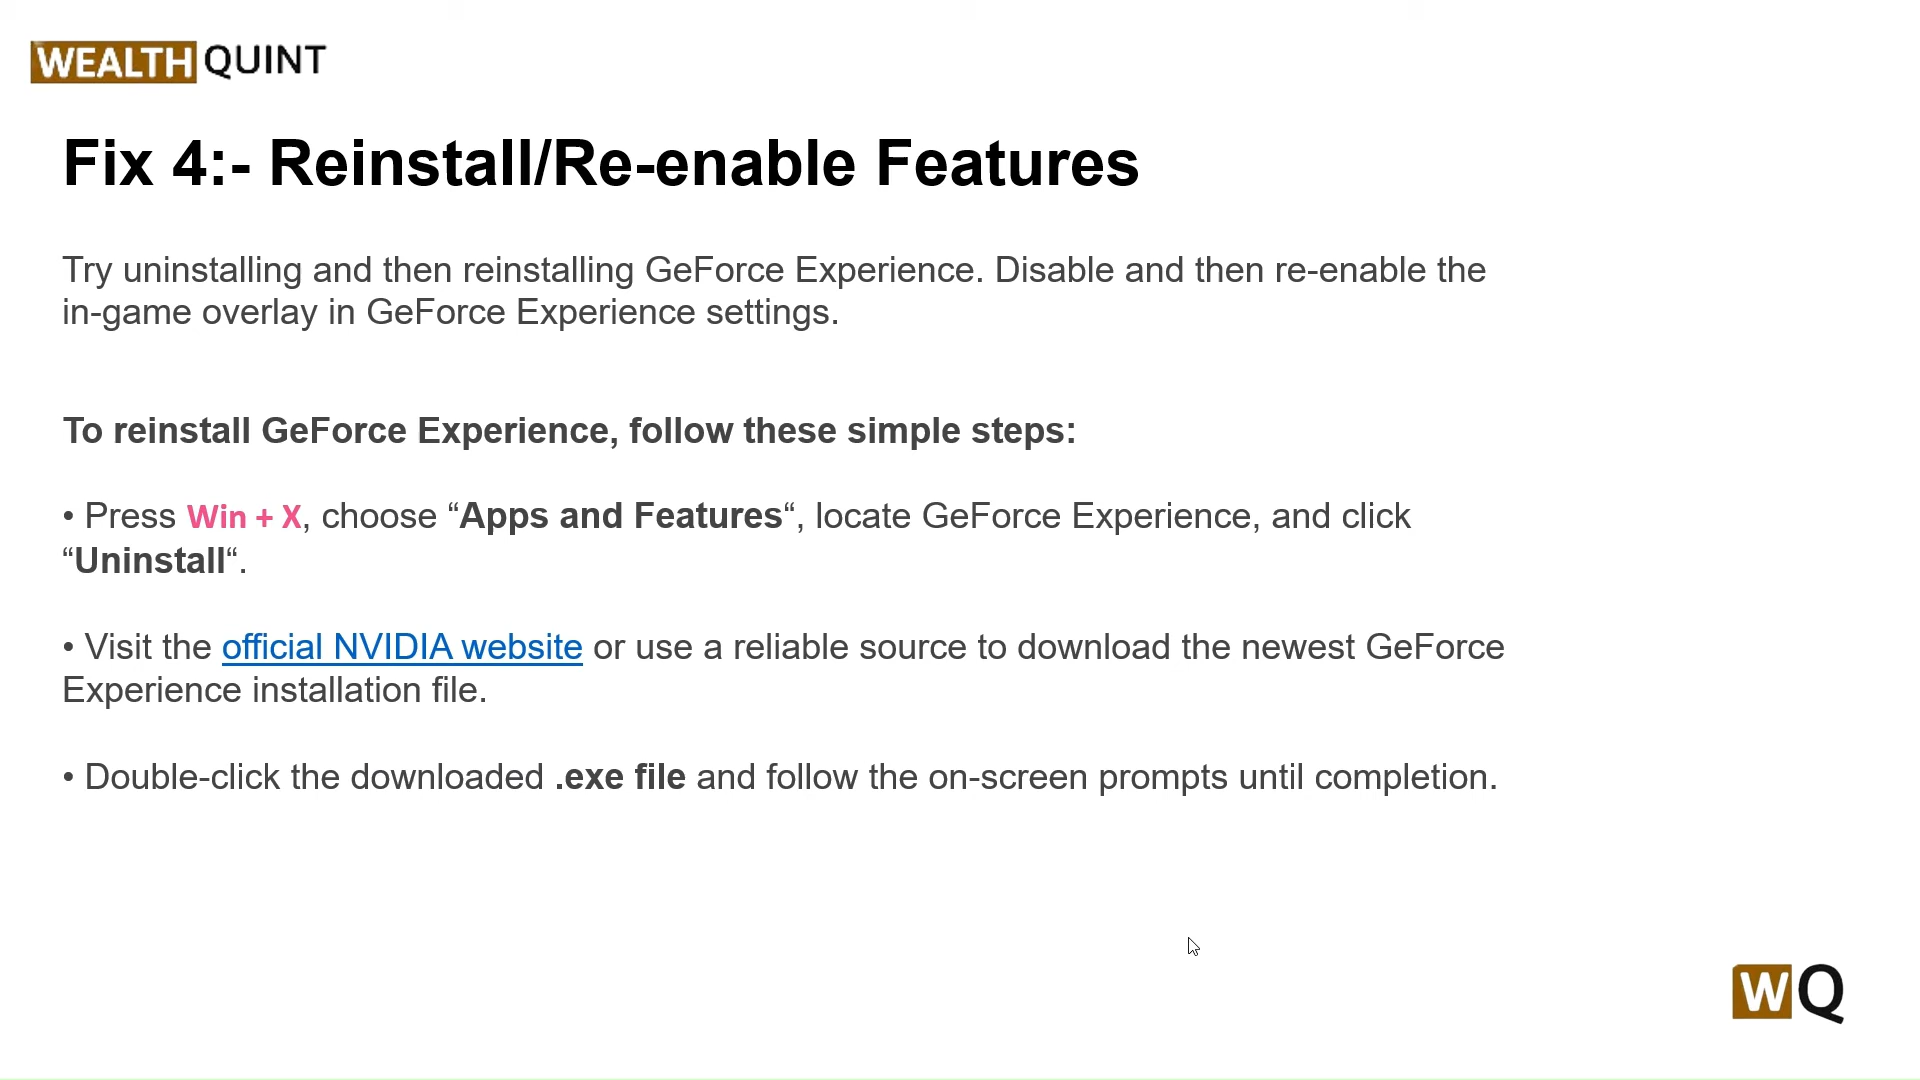 WEALTH QUINT
Fix 4:- Reinstall/Re-enable Features
Try uninstalling and then reinstalling GeForce Experience. Disable and then re-enable the
in-game overlay in GeForce Experience settings.
To reinstall GeForce Experience, follow these simple steps:
• Press Win + X, choose “Apps and Features“, locate GeForce Experience, and click
“Uninstall“.
• Visit the official NVIDIA website or use a reliable source to download the newest GeForce
Experience installation file.
• Double-click the downloaded .exe file and follow the on-screen prompts until completion.
WQ